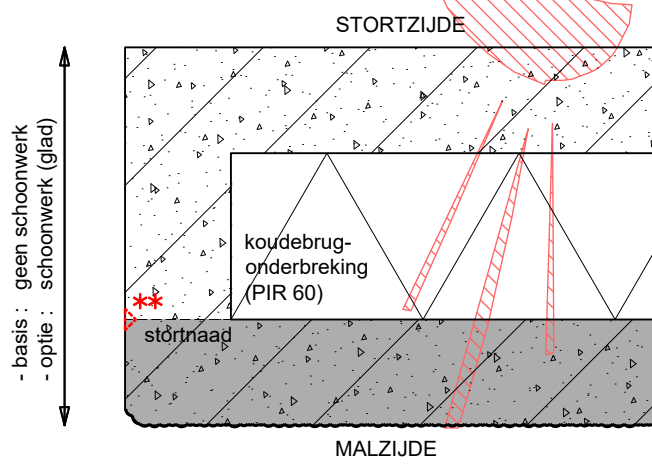 STORTZIJDE
- basis : geen schoonwerk
- optie : schoonwerk (glad)
koudebrug-
onderbreking
(PIR 60)
**
stortnaad
MALZIJDE